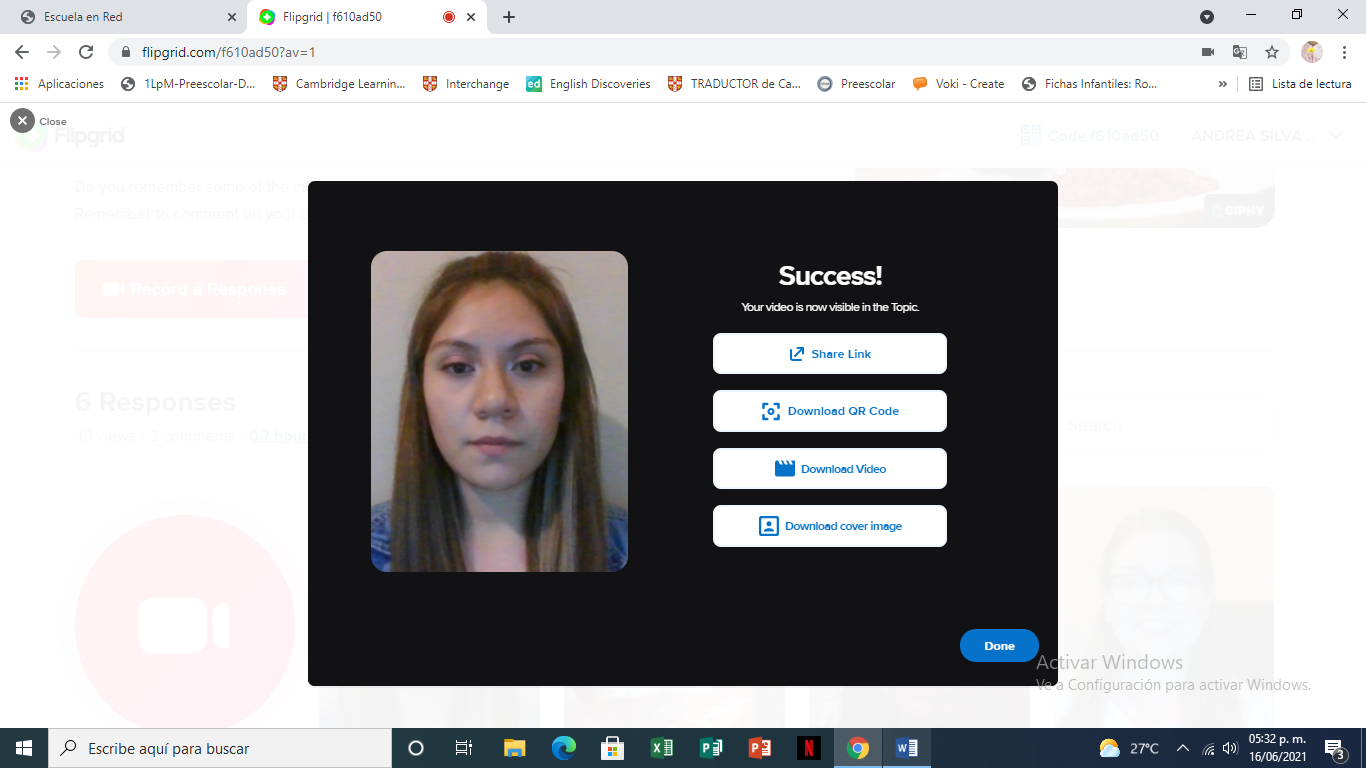 Escuela en Red
Flipgrid | f610ad50
flipgrid.com/f610ad50?av=1
Aplicaciones
1LpM-Preescolar-D...
Cambridge Learnin...
Interchange
English Discoveries
TRADUCTOR de Ca...
Preescolar
Voki - Create
Fichas Infantiles: Ro...
»
Lista de lectura
Close
Flipgrid
Code f610ad50
ANDREA SILVA ...
Do you remember some of the
Remember to comment on your
GIPHY
Record a Response
6 Responses
43 views · 3 comments · 0.7
Search
Success!
Your video is now visible in the Topic.
Share Link
Download QR Code
Download Video
Download cover image
Done
Activar Windows
Ve a Configuración para activar Windows.
Escribe aquí para buscar
27°C
05:32 p. m.
16/06/2021
3